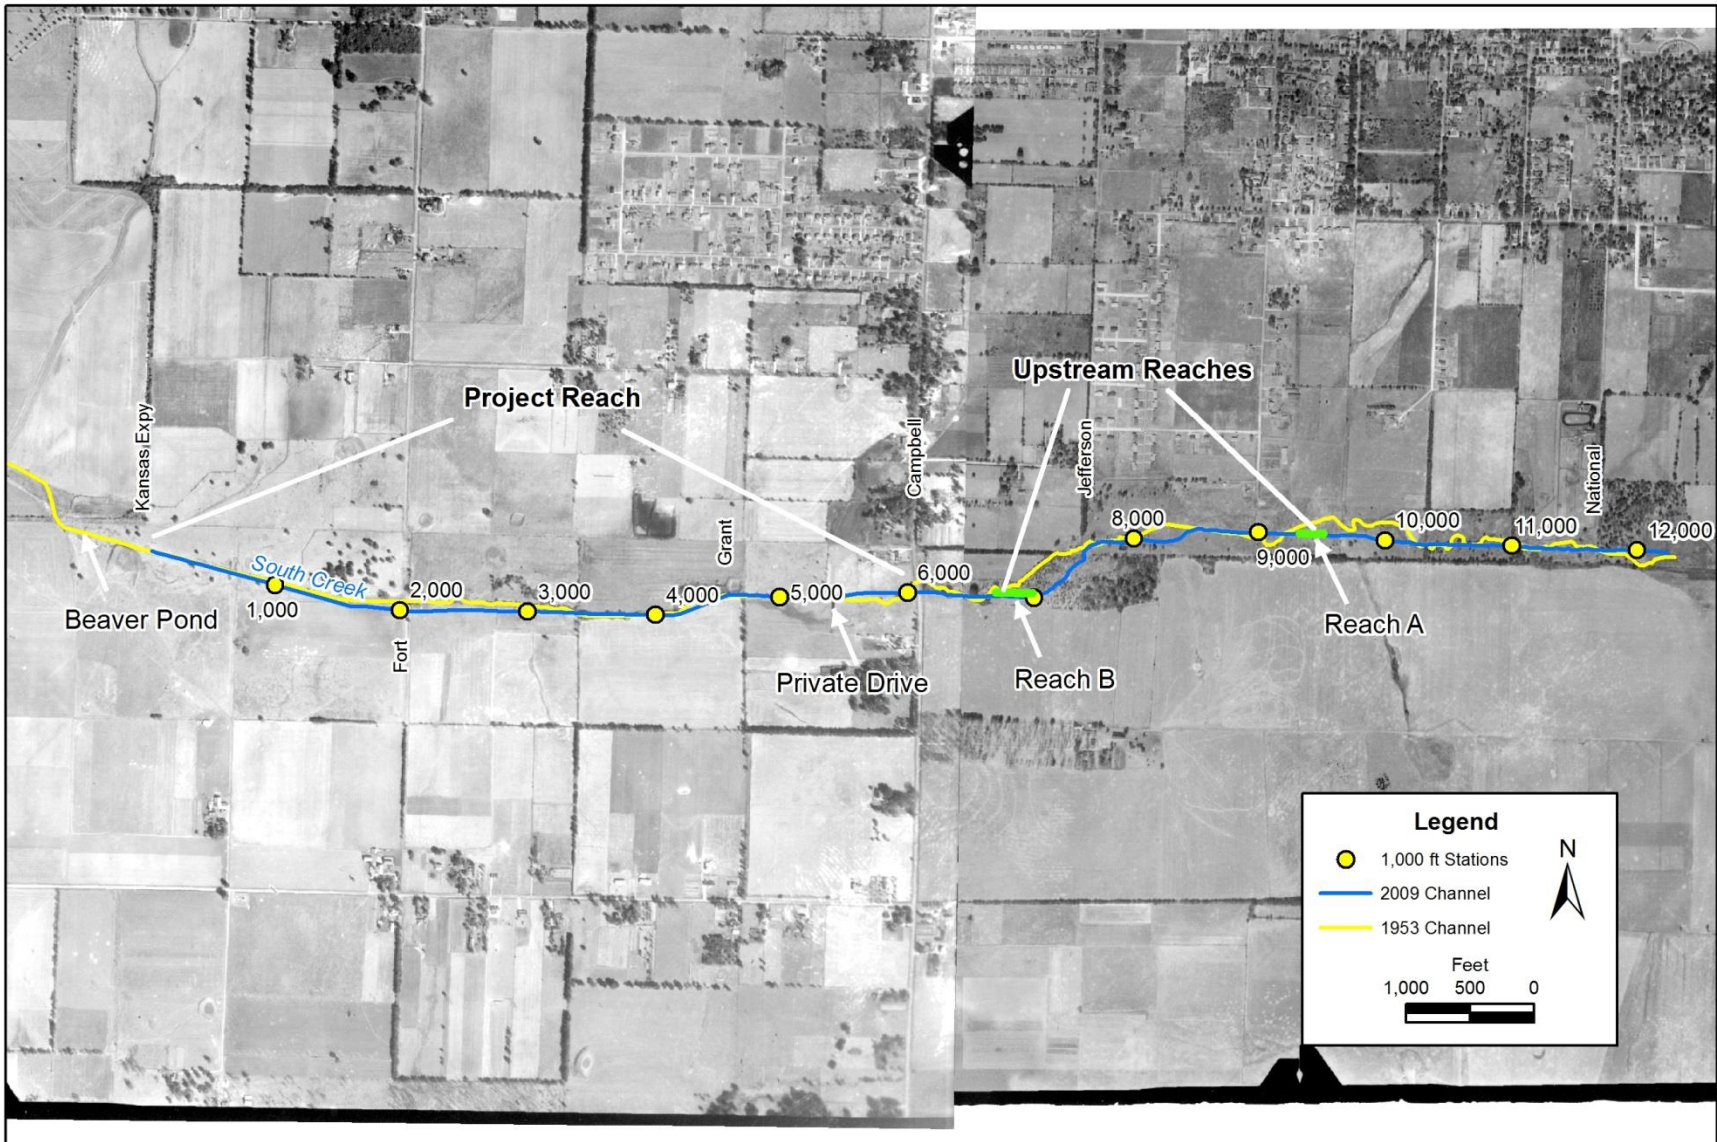 Upstream Reaches
Project Reach
Kansas Expy
Campbell
Jefferson
National
Grant
8,000
10,000
11,000
12,000
9,000
South Creek
6,000
2,000
3,000
4,000
5,000
1,000
Beaver Pond
Fort
Reach A
Private Drive
Reach B
Legend
1,000 ft Stations
2009 Channel
1953 Channel
N
Feet
1,000 500 0